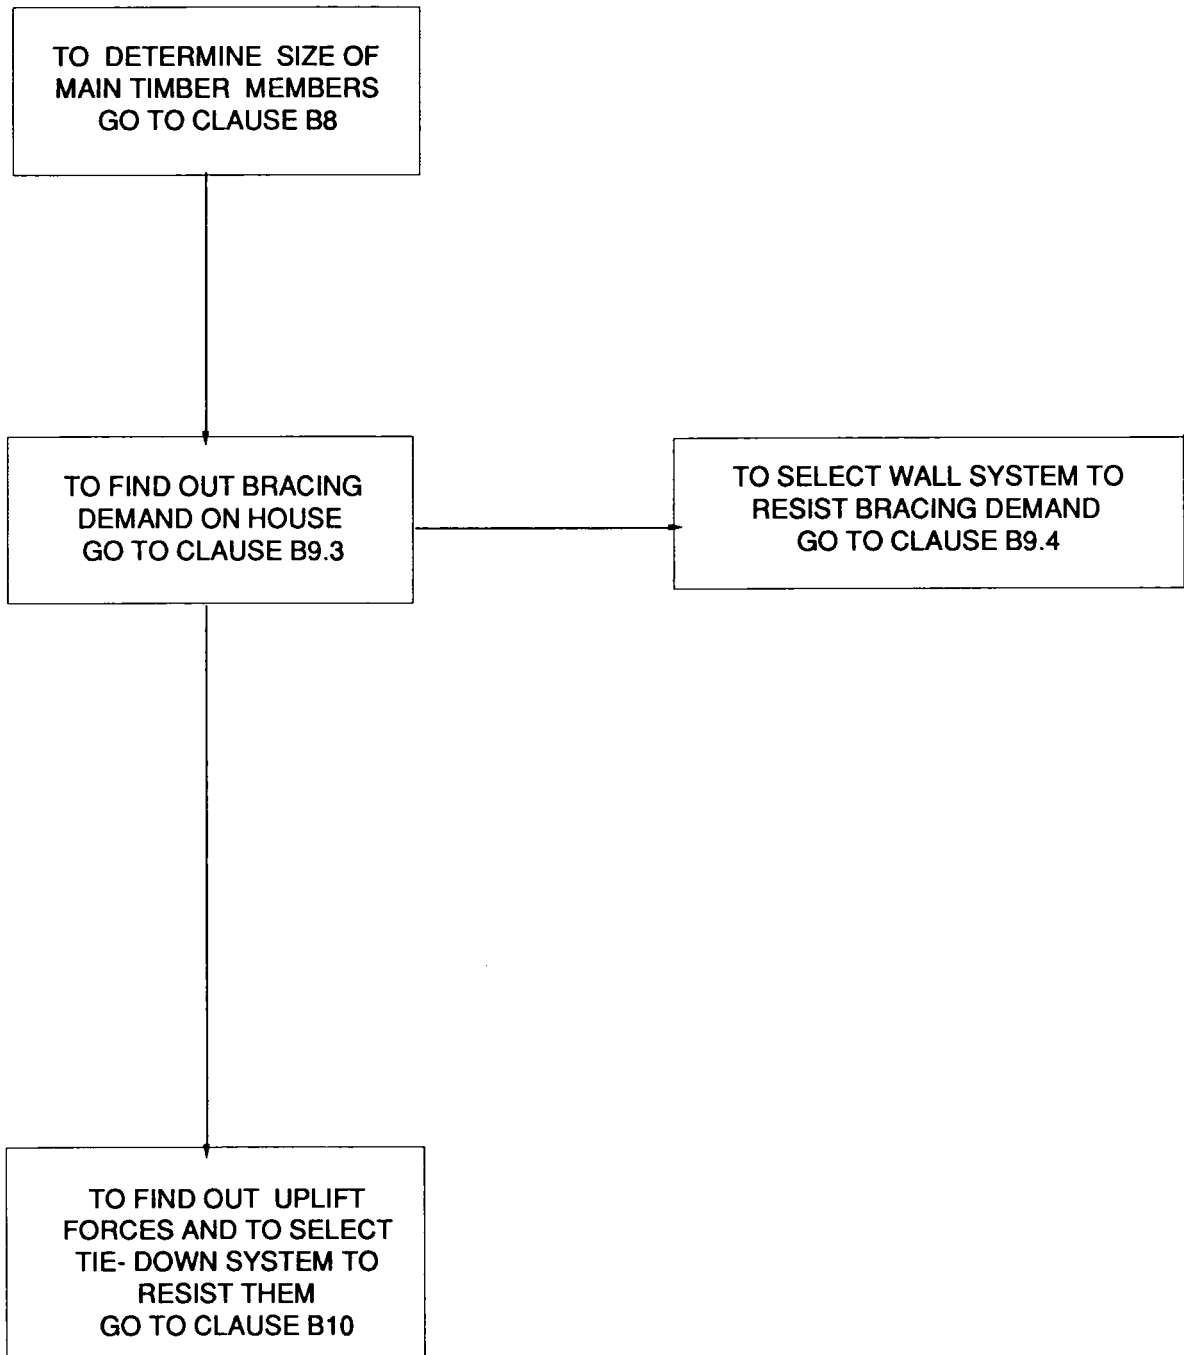 TO DETERMINE SIZE OF
MAIN TIMBER MEMBERS
GO TO CLAUSE B8
TO FIND OUT BRACING
DEMAND ON HOUSE
GO TO CLAUSE B9.3
TO SELECT WALL SYSTEM TO
RESIST BRACING DEMAND
GO TO CLAUSE B9.4
TO FIND OUT UPLIFT
FORCES AND TO SELECT
TIE- DOWN SYSTEM TO
RESIST THEM
GO TO CLAUSE B10